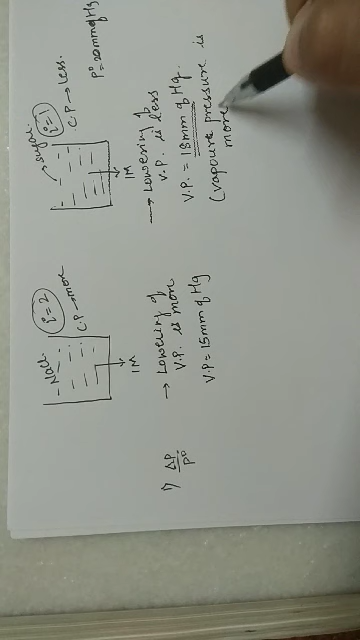 1) ΔP/P°
NaCl
i=2
C.P → more
1M
→ Lowering of
V.P. is more
V.P = 15mm of Hg
sugar
i=1
C.P → less.
P° = 20mm of Hg
1M
→ Lowering of
V.P. is less
V.P. = 18mm of Hg.
(vapour pressure is
more